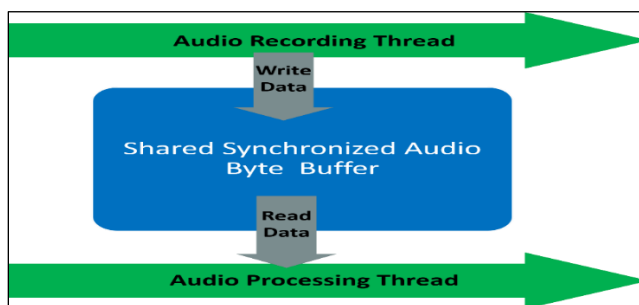 Audio Recording Thread
Write
Data
Shared Synchronized Audio
Byte Buffer
Read
Data
Audio Processing Thread